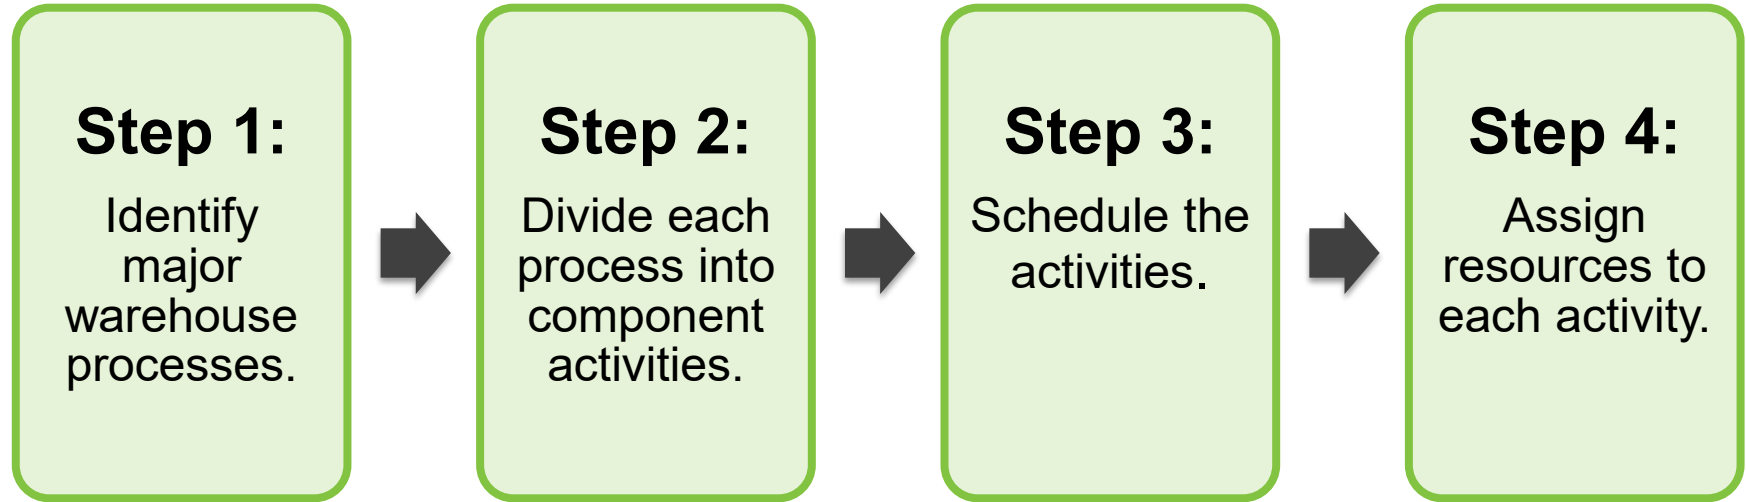 Step 1:
Identify
major
warehouse
processes.
Step 2:
Divide each
process into
component
activities.
Step 3:
Schedule the
activities.
Step 4:
Assign
resources to
each activity.